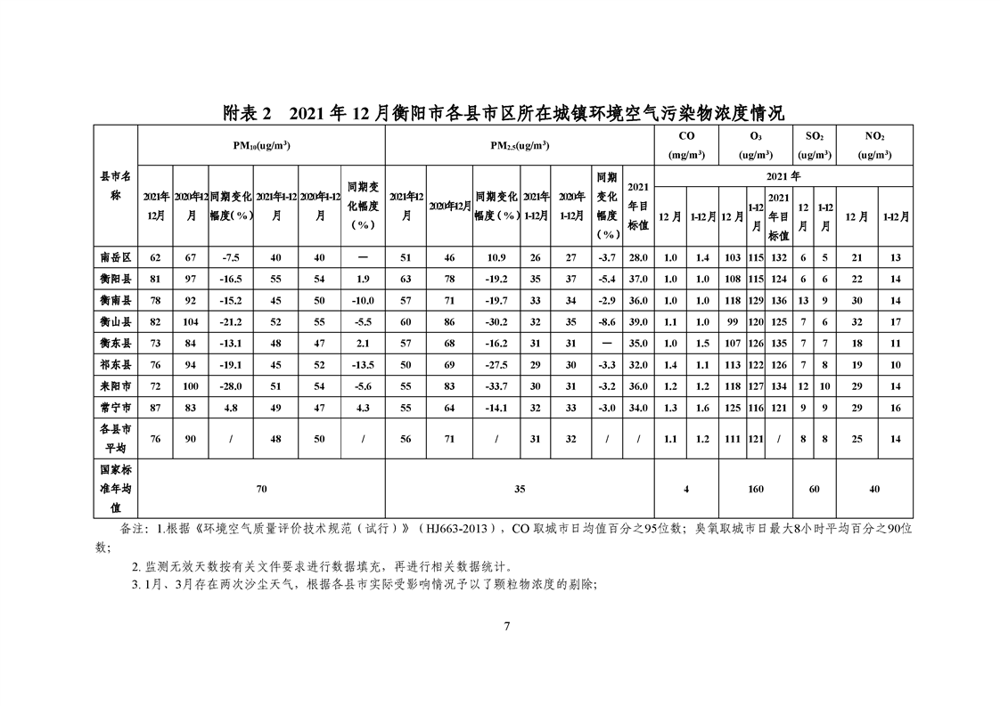 附表 2 2021 年 12 月衡阳市各县市区所在城镇环境空气污染物浓度情况
县市名称 PM10(ug/m³) PM2.5(ug/m³) CO (mg/m³) O3 (ug/m³) SO2 (ug/m³) NO2 (ug/m³)
2021年12月 2020年12月 同期变化幅度（%） 2021年1-12月 2020年1-12月 同期变化幅度（%） 2021年12月 2020年12月 同期变化幅度（%） 2021年1-12月 2020年1-12月 同期变化幅度（%） 2021年目标值 2021 年
12 月 1-12月 12 月 1-12月 2021年目标值 12月 1-12月 12 月 1-12月
南岳区 62 67 -7.5 40 40 — 51 46 10.9 26 27 -3.7 28.0 1.0 1.4 103 115 132 6 5 21 13
衡阳县 81 97 -16.5 55 54 1.9 63 78 -19.2 35 37 -5.4 37.0 1.0 1.0 108 115 124 6 6 22 14
衡南县 78 92 -15.2 45 50 -10.0 57 71 -19.7 33 34 -2.9 36.0 1.0 1.0 118 129 136 13 9 30 14
衡山县 82 104 -21.2 52 55 -5.5 60 86 -30.2 32 35 -8.6 39.0 1.1 1.0 99 120 125 7 6 32 17
衡东县 73 84 -13.1 48 47 2.1 57 68 -16.2 31 31 — 35.0 1.0 1.5 107 126 135 7 7 18 11
祁东县 76 94 -19.1 45 52 -13.5 50 69 -27.5 29 30 -3.3 32.0 1.4 1.1 113 122 126 7 8 19 10
耒阳市 72 100 -28.0 51 54 -5.6 55 83 -33.7 30 31 -3.2 36.0 1.2 1.2 118 127 134 12 10 29 14
常宁市 87 83 4.8 49 47 4.3 55 64 -14.1 32 33 -3.0 34.0 1.3 1.6 125 116 121 9 9 29 16
各县市平均 76 90 / 48 50 / 56 71 / 31 32 / / 1.1 1.2 111 121 / 8 8 25 14
国家标准年均值 70 35 4 160 60 40
备注：1.根据《环境空气质量评价技术规范（试行）》（HJ663-2013），CO 取城市日均值百分之95位数；臭氧取城市日最大8小时平均百分之90位
数；
2. 监测无效天数按有关文件要求进行数据填充，再进行相关数据统计。
3. 1月、3月存在两次沙尘天气，根据各县市实际受影响情况予以了颗粒物浓度的剔除；
7